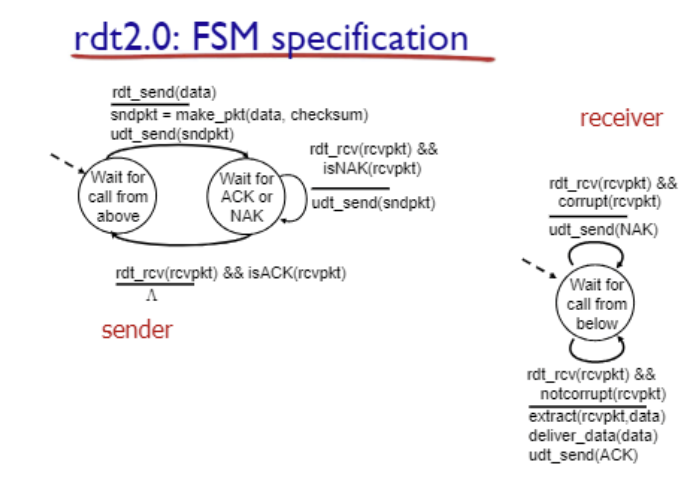 rdt2.0: FSM specification
rdt_send(data)
sndpkt = make_pkt(data, checksum)
udt_send(sndpkt)
Wait for
call from
above
Wait for
ACK or
NAK
rdt_rcv(rcvpkt) &&
isNAK(rcvpkt)
udt_send(sndpkt)
rdt_rcv(rcvpkt) && isACK(rcvpkt)
Λ
sender
receiver
rdt_rcv(rcvpkt) &&
corrupt(rcvpkt)
udt_send(NAK)
Wait for
call from
below
rdt_rcv(rcvpkt) &&
notcorrupt(rcvpkt)
extract(rcvpkt,data)
deliver_data(data)
udt_send(ACK)